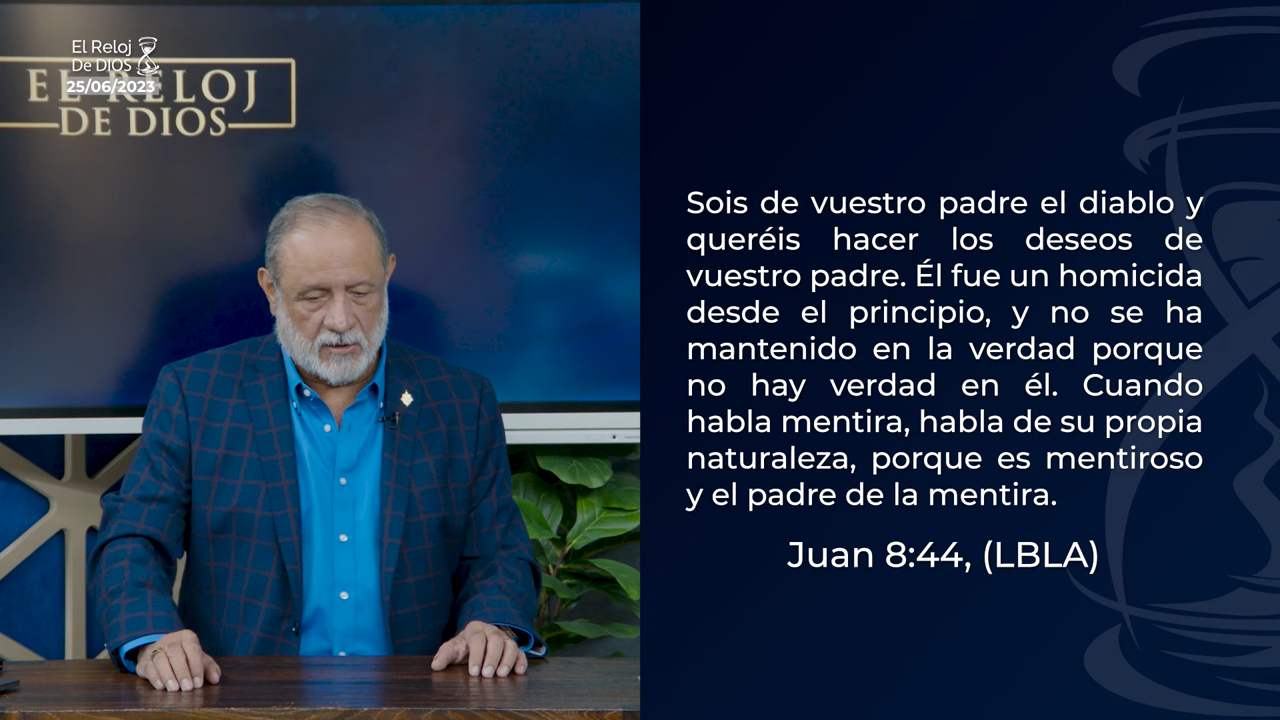 El Reloj
De DIOS
25/06/2023
EL RELOJ
DE DIOS
Sois de vuestro padre el diablo y
queréis hacer los deseos de
vuestro padre. Él fue un homicida
desde el principio, y no se ha
mantenido en la verdad porque
no hay verdad en él. Cuando
habla mentira, habla de su propia
naturaleza, porque es mentiroso
y el padre de la mentira.
Juan 8:44, (LBLA)